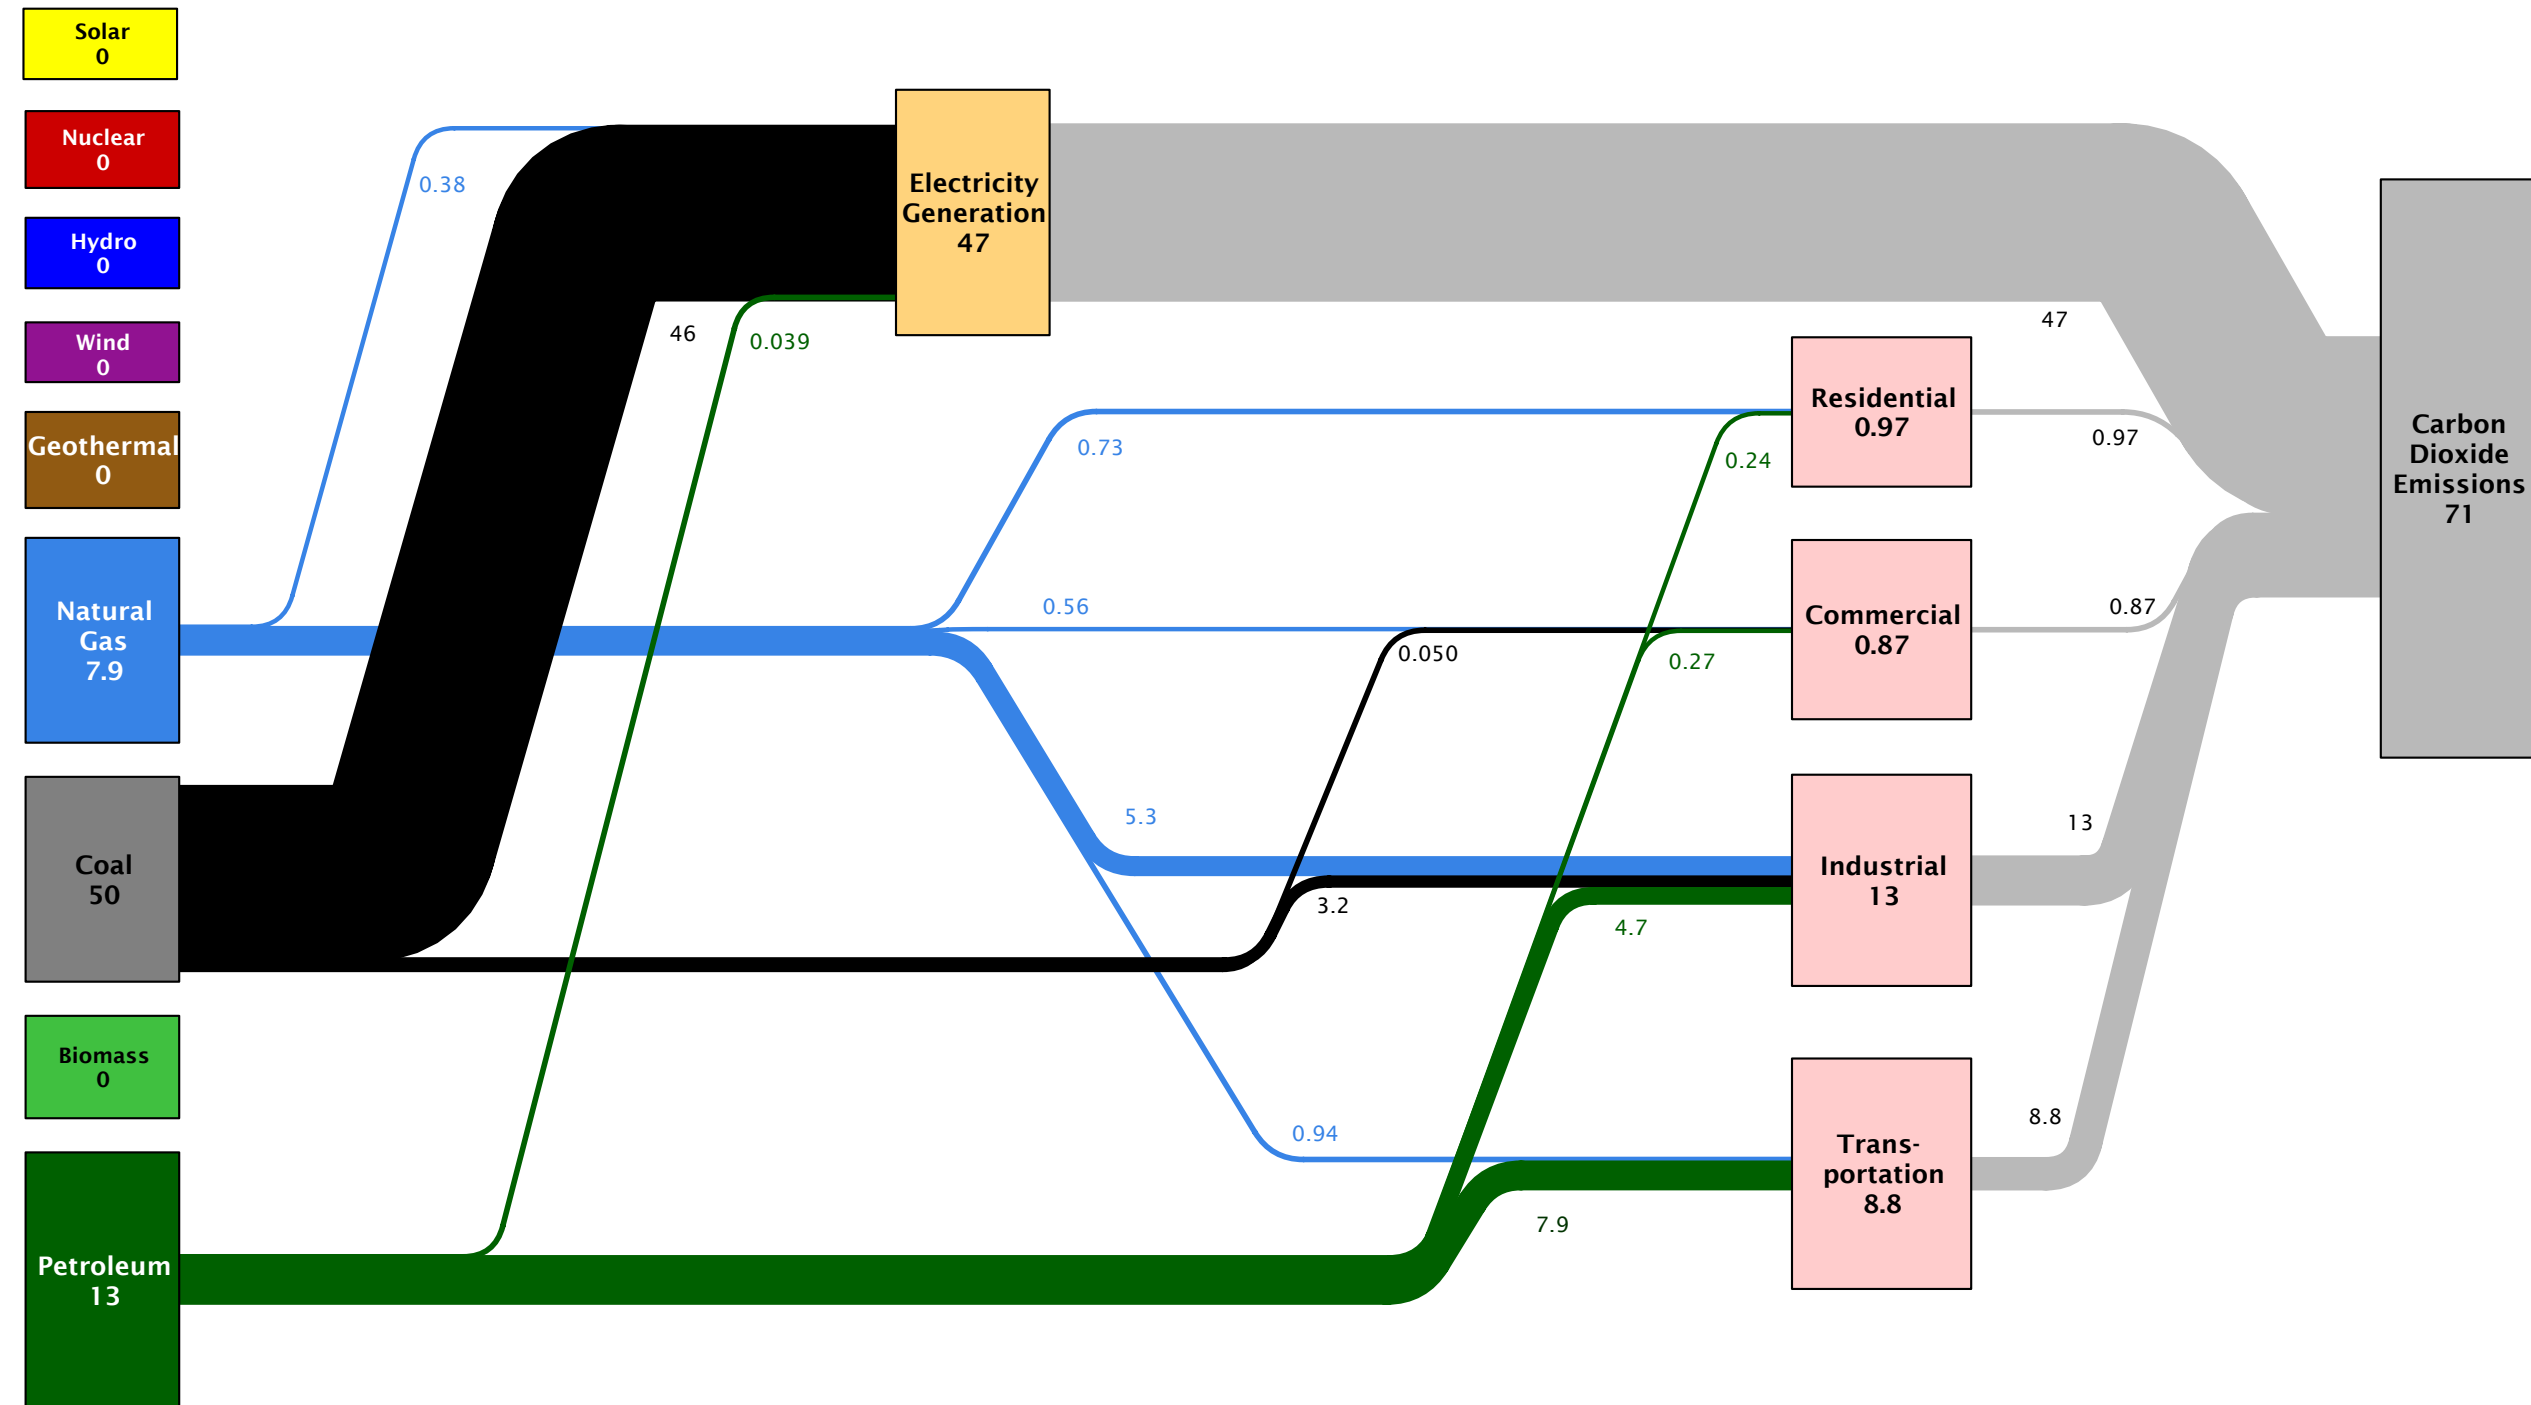 Solar
0
Nuclear
0
Hydro
0
Wind
0
Geothermal
0
Natural
Gas
7.9
Coal
50
Biomass
0
Petroleum
13
0.38
46
0.039
Electricity
Generation
47
0.73
0.56
5.3
0.94
0.050
3.2
0.24
0.27
4.7
7.9
Residential
0.97
Commercial
0.87
Industrial
13
Trans-
portation
8.8
47
0.97
0.87
13
8.8
Carbon
Dioxide
Emissions
71